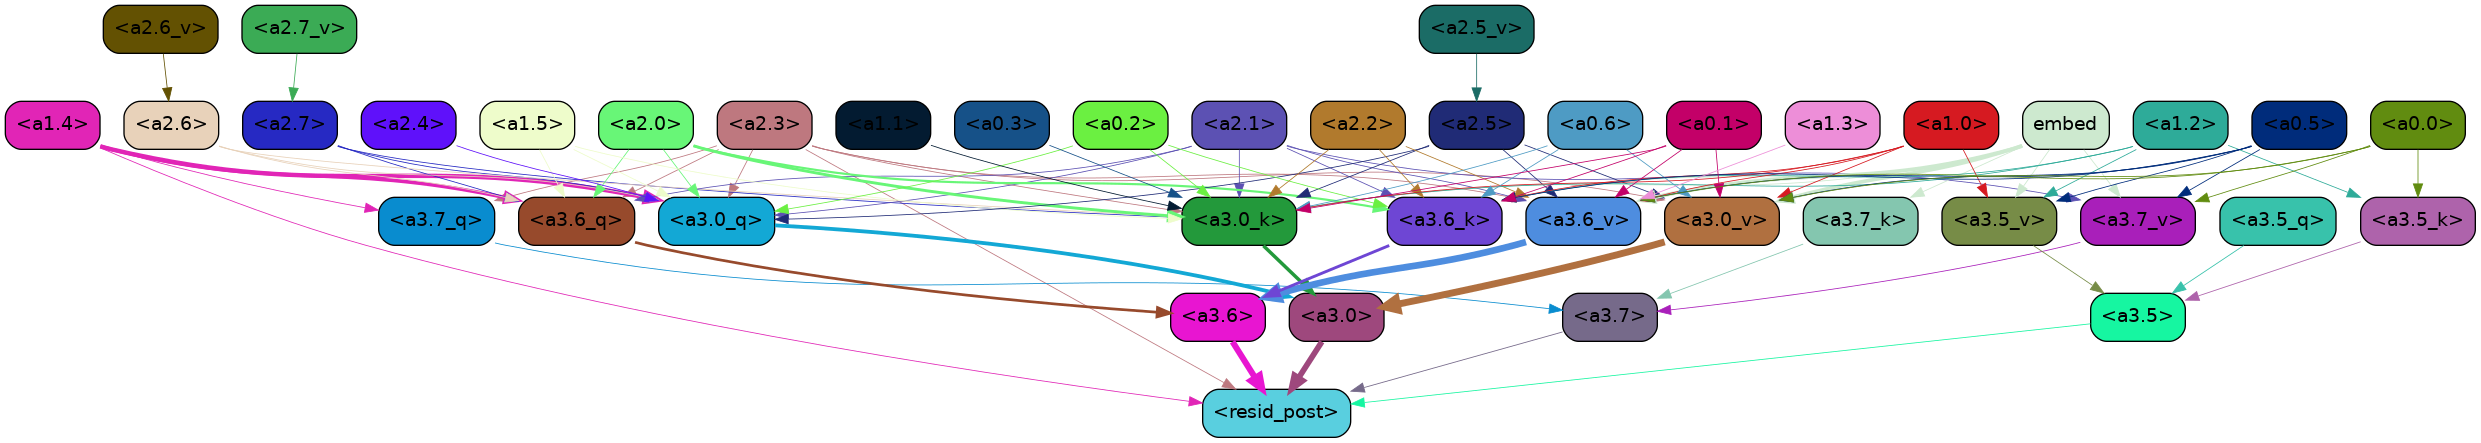 <a2.6_v> <a2.7_v> <a2.5_v>
<a1.4> <a2.6> <a2.7> <a2.4> <a1.5> <a2.0> <a2.3> <a1.1> <a0.3> <a0.2> <a2.1> <a2.2> <a2.5> <a0.6> <a0.1> <a1.3> <a1.0> embed <a1.2> <a0.5> <a0.0>
<a3.7_q> <a3.6_q> <a3.0_q> <a3.0_k> <a3.6_k> <a3.6_v> <a3.0_v> <a3.7_k> <a3.5_v> <a3.7_v> <a3.5_q> <a3.5_k>
<a3.6> <a3.0> <a3.7> <a3.5>
<resid_post>